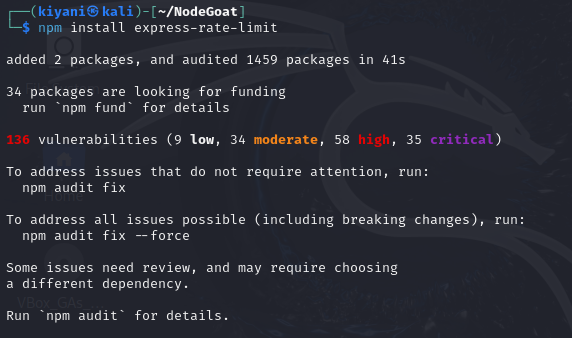 ┌──(kiyani㉿kali)-[~/NodeGoat]
└─$ npm install express-rate-limit
added 2 packages, and audited 1459 packages in 41s
34 packages are looking for funding
  run `npm fund` for details
136 vulnerabilities (9 low, 34 moderate, 58 high, 35 critical)
To address issues that do not require attention, run:
  npm audit fix
To address all issues possible (including breaking changes), run:
  npm audit fix --force
Some issues need review, and may require choosing
a different dependency.
Run `npm audit` for details.
Home
VBox_GAs_...